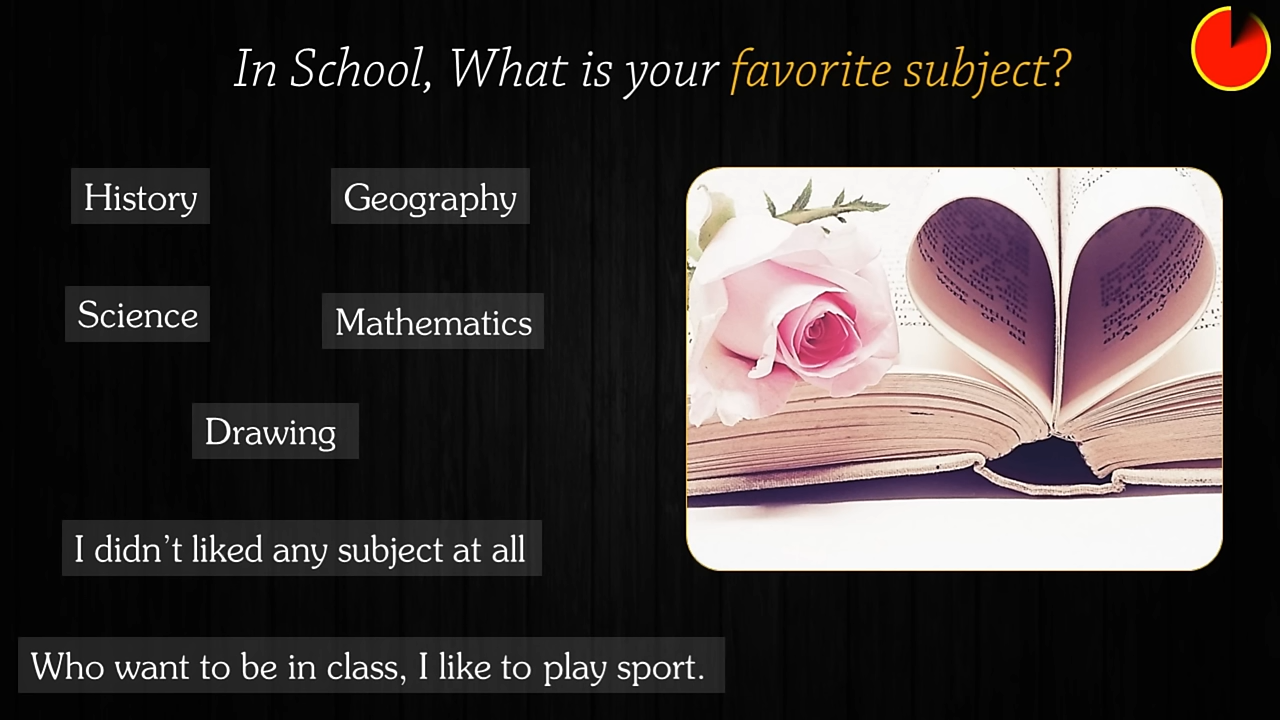 In School, What is your favorite subject?
History
Geography
Science
Mathematics
Drawing
I didn’t liked any subject at all
Who want to be in class, I like to play sport.